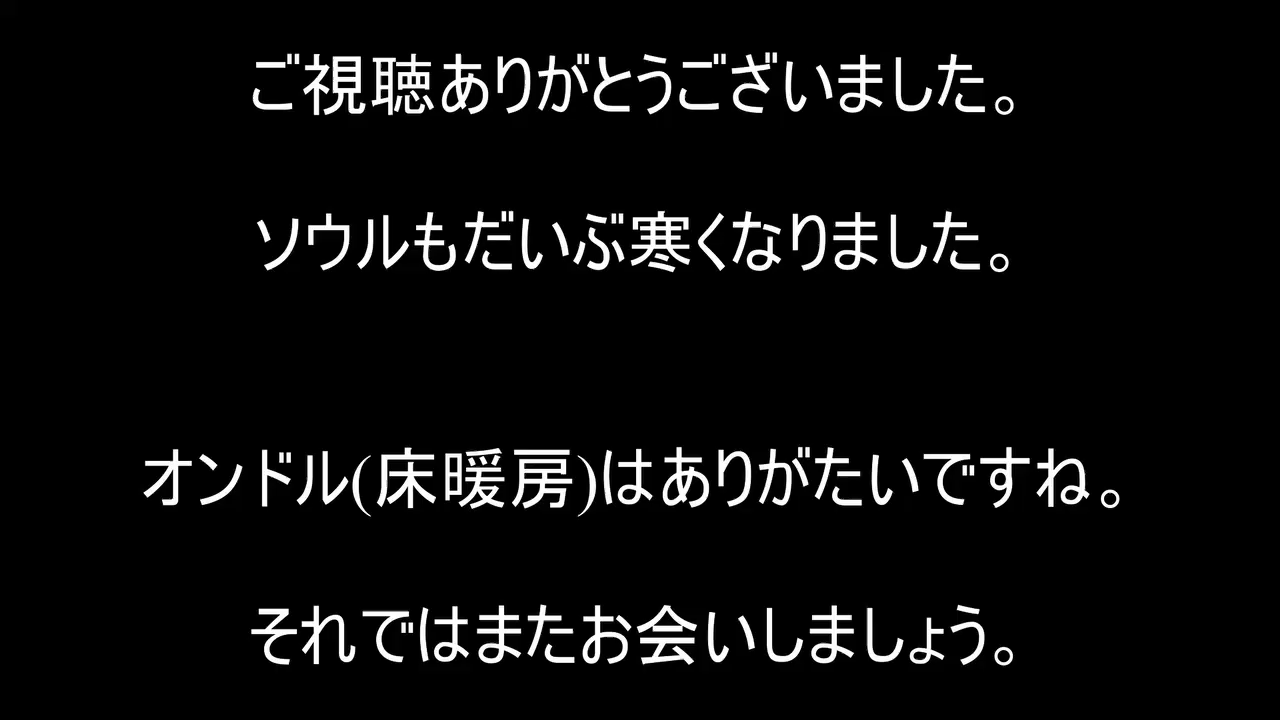 ご視聴ありがとうございました。
ソウルもだいぶ寒くなりました。
オンドル(床暖房)はありがたいですね。
それではまたお会いしましょう。